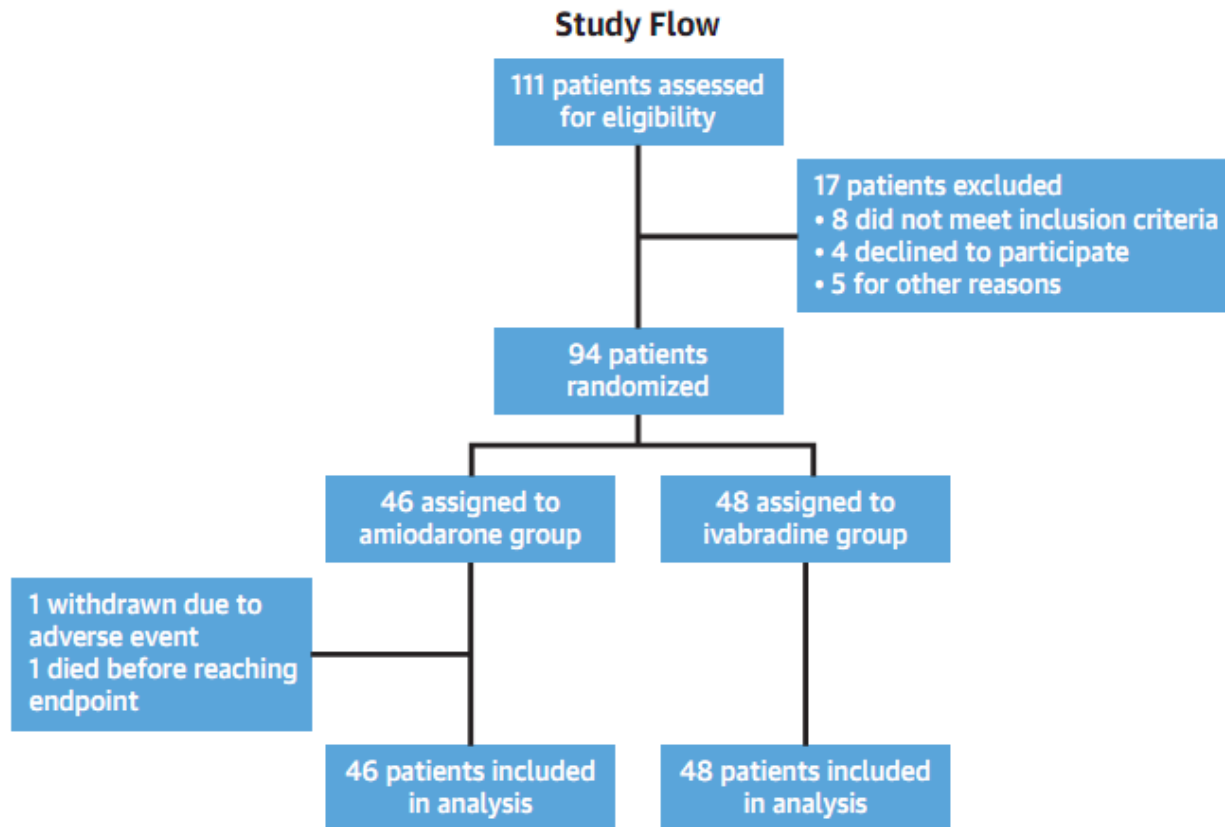 Study Flow
111 patients assessed
for eligibility
17 patients excluded
• 8 did not meet inclusion criteria
• 4 declined to participate
• 5 for other reasons
94 patients
randomized
46 assigned to
amiodarone group
48 assigned to
ivabradine group
1 withdrawn due to
adverse event
1 died before reaching
endpoint
46 patients included
in analysis
48 patients included
in analysis